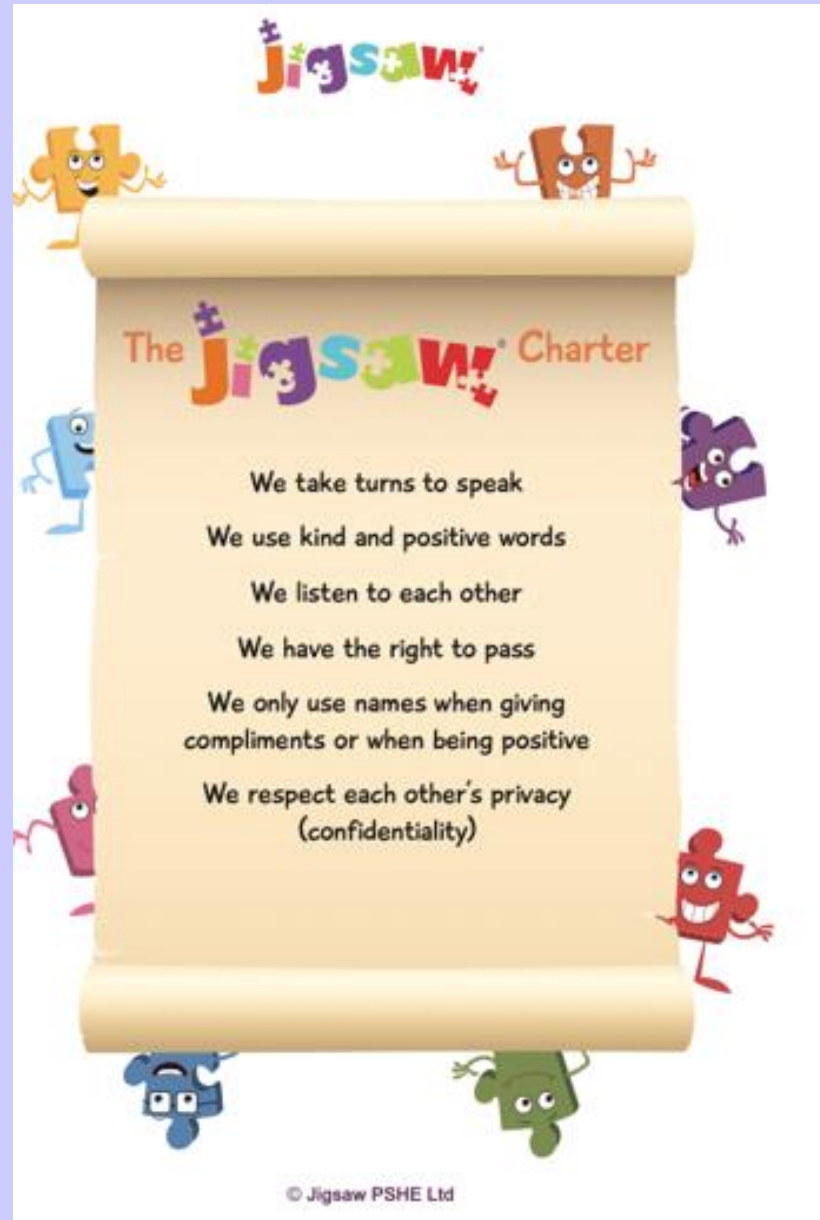 jigsaw
The jigsaw® Charter
We take turns to speak
We use kind and positive words
We listen to each other
We have the right to pass
We only use names when giving
compliments or when being positive
We respect each other's privacy
(confidentiality)
© Jigsaw PSHE Ltd